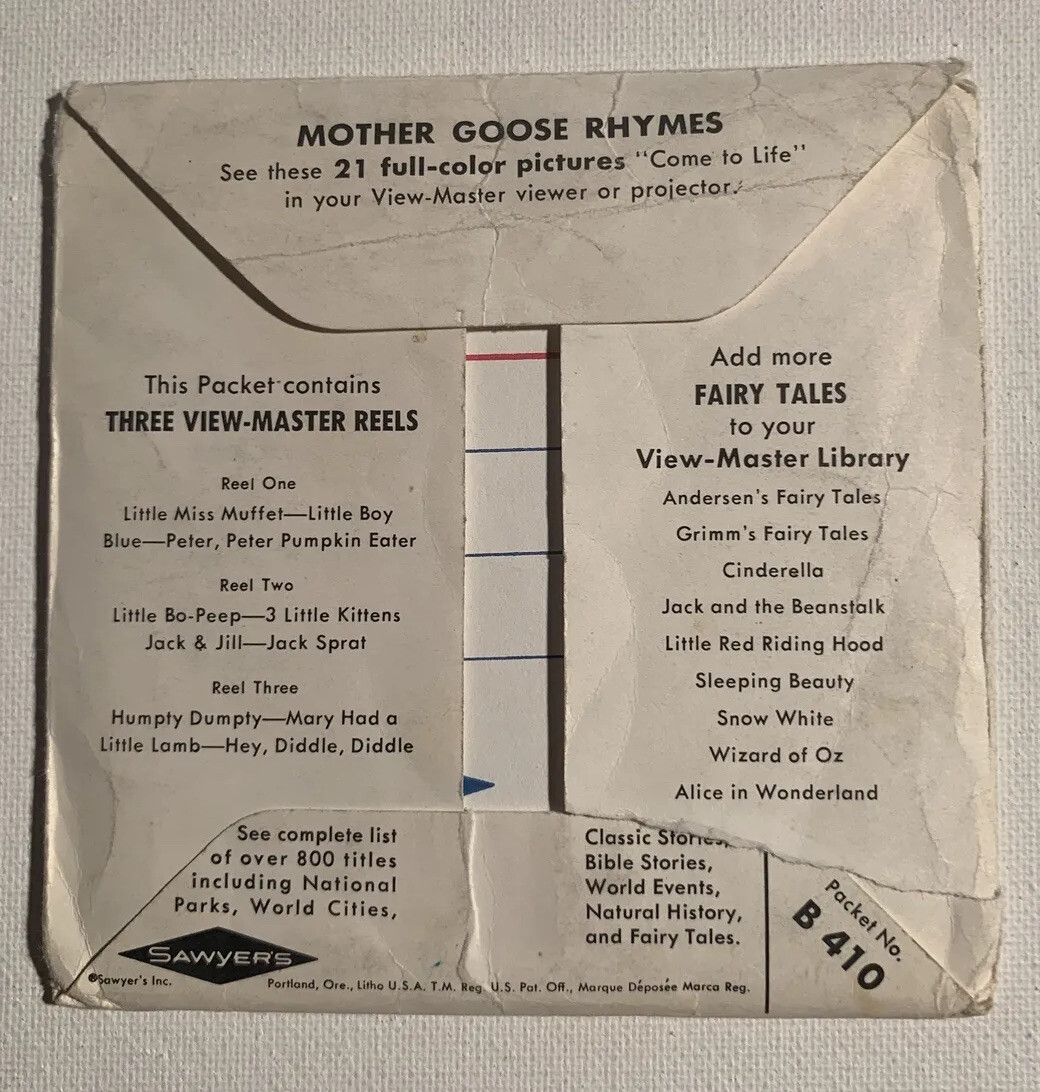 MOTHER GOOSE RHYMES
See these 21 full-color pictures "Come to Life"
in your View-Master viewer or projector.
This Packet contains
THREE VIEW-MASTER REELS
Reel One
Little Miss Muffet—Little Boy
Blue—Peter, Peter Pumpkin Eater
Reel Two
Little Bo-Peep—3 Little Kittens
Jack & Jill—Jack Sprat
Reel Three
Humpty Dumpty—Mary Had a
Little Lamb—Hey, Diddle, Diddle
Add more
FAIRY TALES
to your
View-Master Library
Andersen's Fairy Tales
Grimm's Fairy Tales
Cinderella
Jack and the Beanstalk
Little Red Riding Hood
Sleeping Beauty
Snow White
Wizard of Oz
Alice in Wonderland
See complete list
of over 800 titles
including National
Parks, World Cities,
Classic Stories,
Bible Stories,
World Events,
Natural History,
and Fairy Tales.
SAWYER'S
®Sawyer's Inc.
Portland, Ore., Litho U.S.A. T.M. Reg. U.S. Pat. Off., Marque Déposée Marca Reg.
Packet No.
B 410